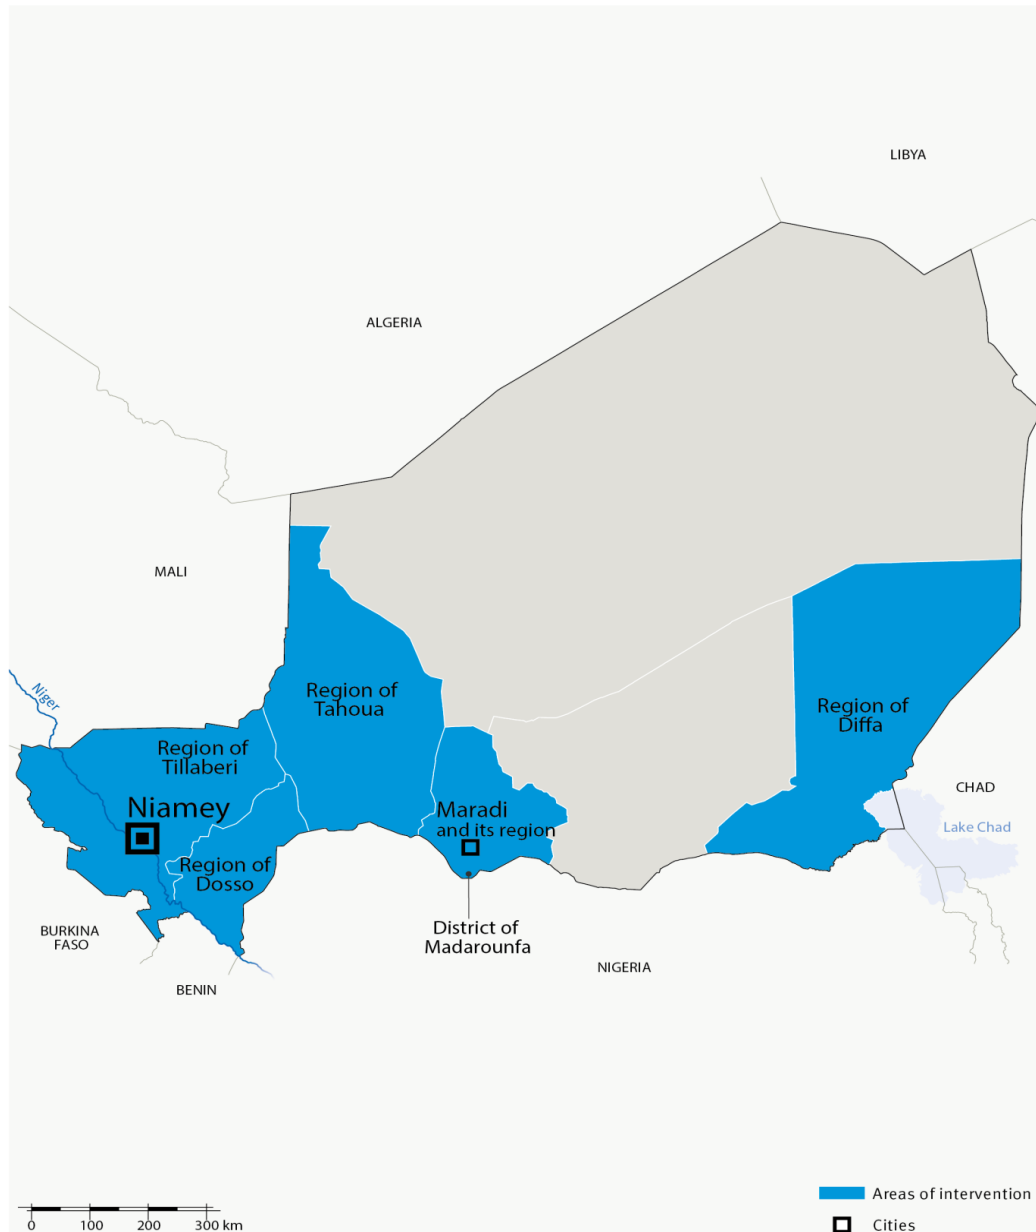 LIBYA
ALGERIA
MALI
Niger
Region of
Tahoua
Region of
Diffa
Region of
Tillaberi
Niamey
Maradi
and its region
CHAD
Lake Chad
Region of
Dosso
District of
Madarounfa
BURKINA
FASO
NIGERIA
BENIN
Areas of intervention
Cities
0 100 200 300 km